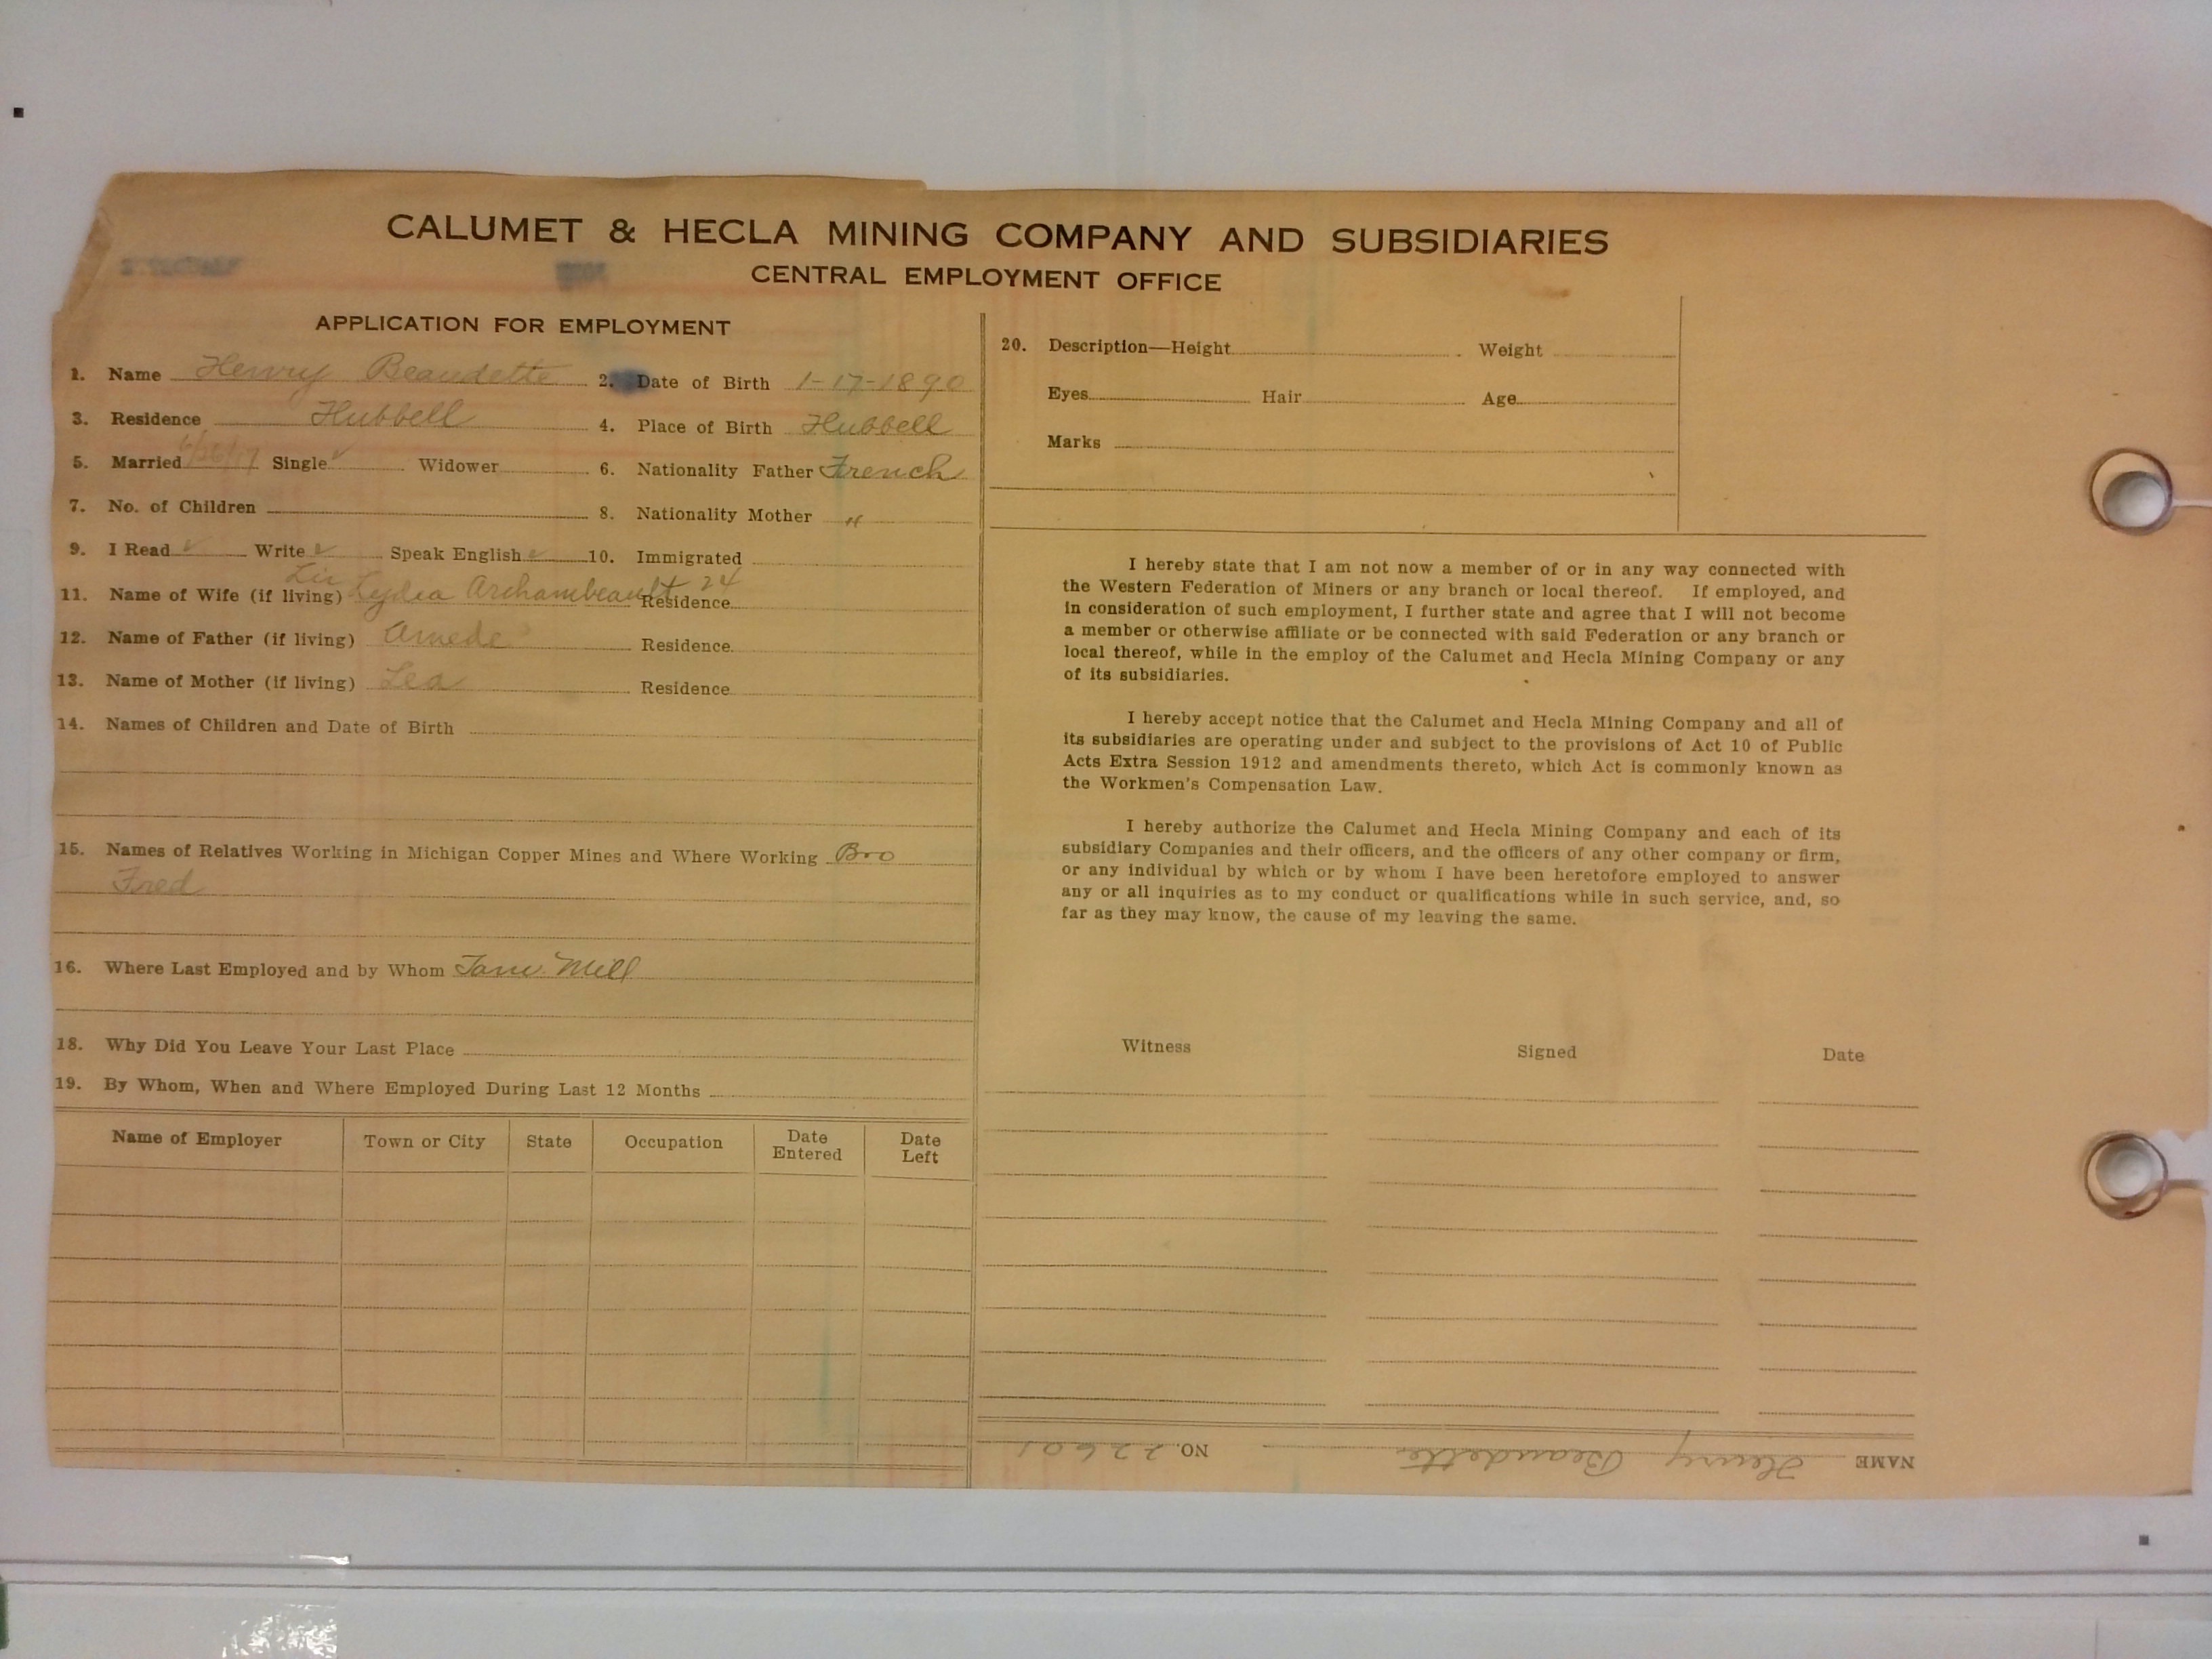 CALUMET & HECLA MINING COMPANY AND SUBSIDIARIES
CENTRAL EMPLOYMENT OFFICE
APPLICATION FOR EMPLOYMENT
1. Name Henry Beaudette 2. Date of Birth 1-17-1890
3. Residence Hubbell 4. Place of Birth Hubbell
5. Married 6/26/17 Single ✓ Widower 6. Nationality Father French
7. No. of Children 8. Nationality Mother "
9. I Read ✓ Write ✓ Speak English ✓ 10. Immigrated
11. Name of Wife (if living) Lydia Archambeault 24 Residence
12. Name of Father (if living) Amede Residence
13. Name of Mother (if living) Lea Residence
14. Names of Children and Date of Birth
15. Names of Relatives Working in Michigan Copper Mines and Where Working Bro
Fred
16. Where Last Employed and by Whom Tam. Mill
18. Why Did You Leave Your Last Place
19. By Whom, When and Where Employed During Last 12 Months
Name of Employer Town or City State Occupation Date Entered Date Left
20. Description—Height Weight
Eyes Hair Age
Marks
I hereby state that I am not now a member of or in any way connected with
the Western Federation of Miners or any branch or local thereof. If employed, and
in consideration of such employment, I further state and agree that I will not become
a member or otherwise affiliate or be connected with said Federation or any branch or
local thereof, while in the employ of the Calumet and Hecla Mining Company or any
of its subsidiaries.
I hereby accept notice that the Calumet and Hecla Mining Company and all of
its subsidiaries are operating under and subject to the provisions of Act 10 of Public
Acts Extra Session 1912 and amendments thereto, which Act is commonly known as
the Workmen's Compensation Law.
I hereby authorize the Calumet and Hecla Mining Company and each of its
subsidiary Companies and their officers, and the officers of any other company or firm,
or any individual by which or by whom I have been heretofore employed to answer
any or all inquiries as to my conduct or qualifications while in such service, and, so
far as they may know, the cause of my leaving the same.
Witness Signed Date
NAME Henry Beaudette NO. 22601